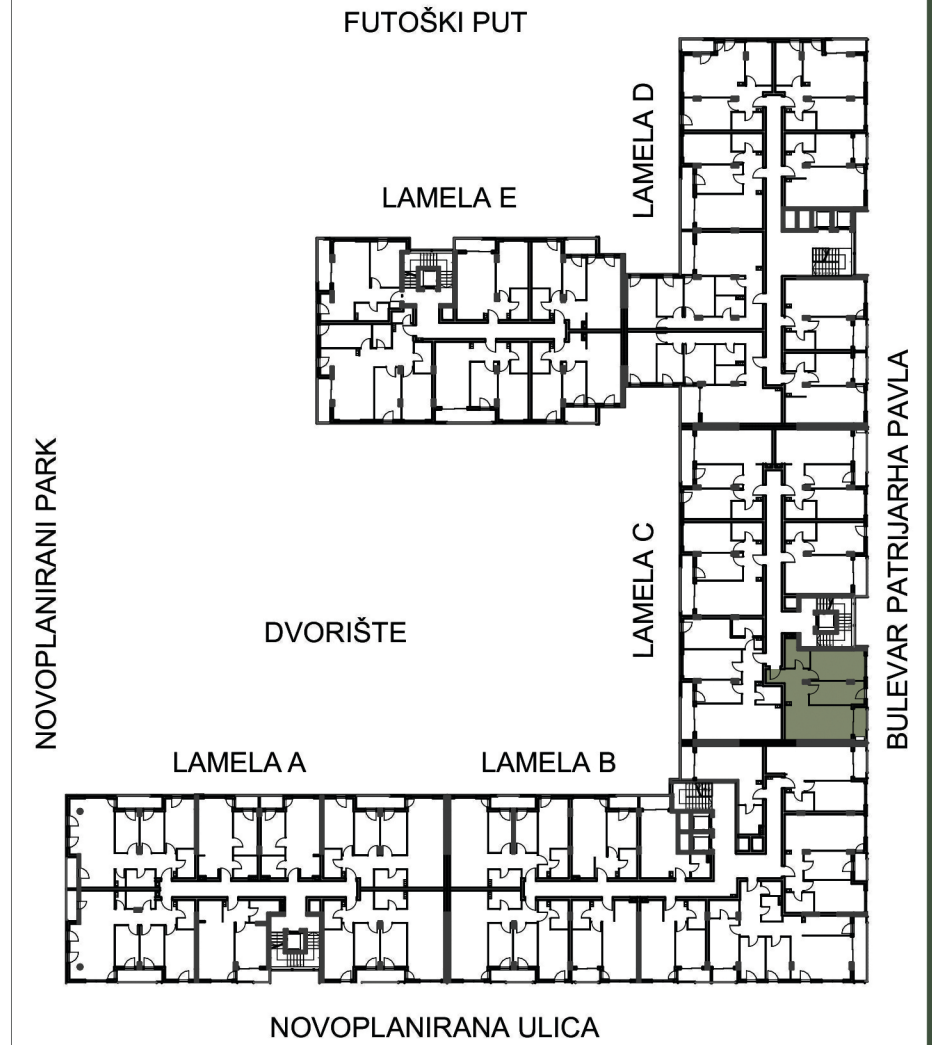 FUTOŠKI PUT
LAMELA D
LAMELA E
BULEVAR PATRIJARHA PAVLA
NOVOPLANIRANI PARK
LAMELA C
DVORIŠTE
LAMELA A
LAMELA B
NOVOPLANIRANA ULICA